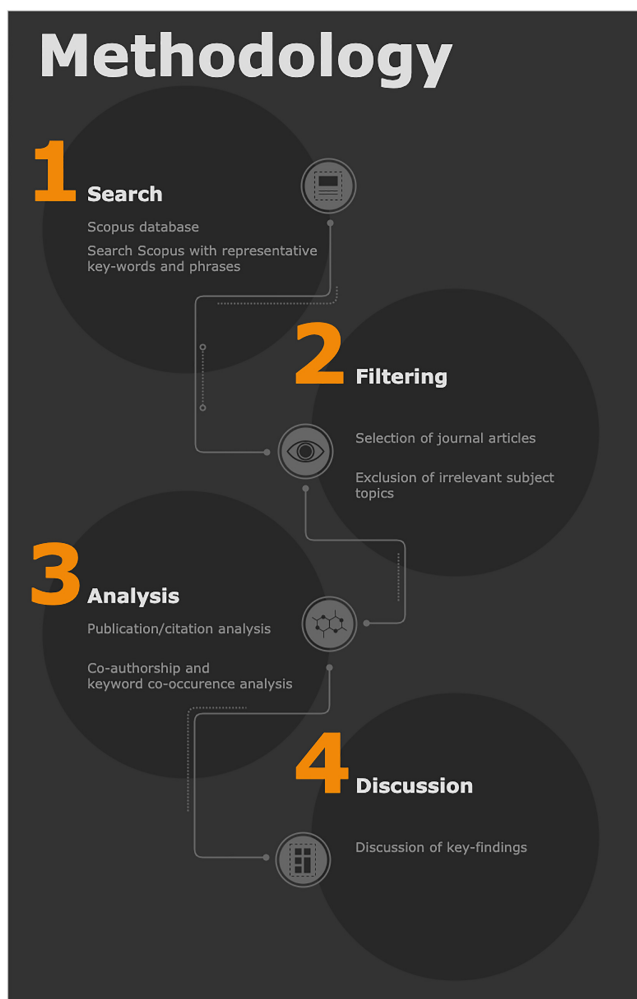 Methodology
1
Search
Scopus database
Search Scopus with representative
key-words and phrases
2
Filtering
Selection of journal articles
Exclusion of irrelevant subject
topics
3
Analysis
Publication/citation analysis
Co-authorship and
keyword co-occurence analysis
4
Discussion
Discussion of key-findings